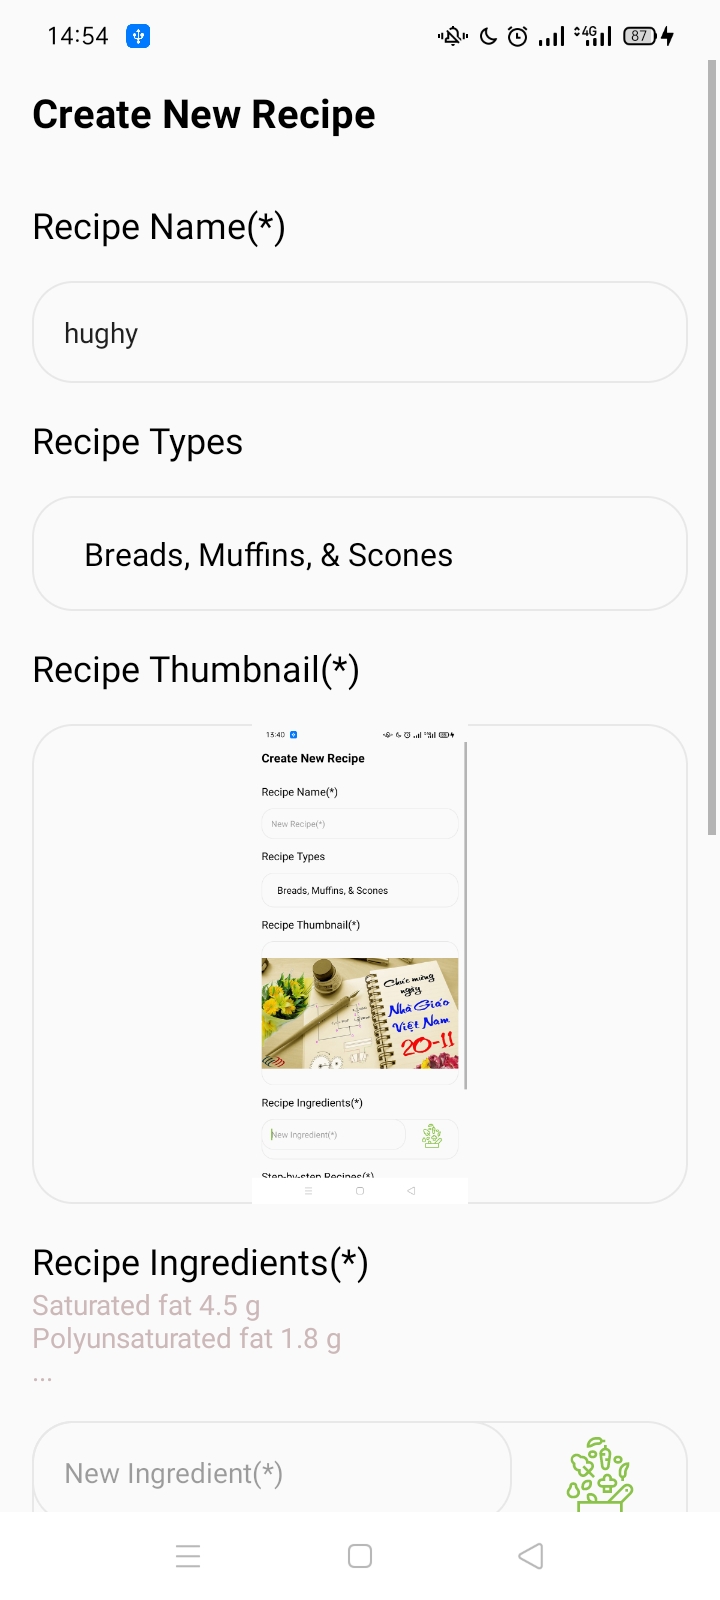 14:54
4G
87
Create New Recipe
Recipe Name(*)
hughy
Recipe Types
Breads, Muffins, & Scones
Recipe Thumbnail(*)
13:40
Create New Recipe
Recipe Name(*)
New Recipe(*)
Recipe Types
Breads, Muffins, & Scones
Recipe Thumbnail(*)
Chúc mừng
ngày
Nhà Giáo
Việt Nam
20-11
Recipe Ingredients(*)
New Ingredient(*)
Step-by-step Recipes(*)
Recipe Ingredients(*)
Saturated fat 4.5 g
Polyunsaturated fat 1.8 g
...
New Ingredient(*)